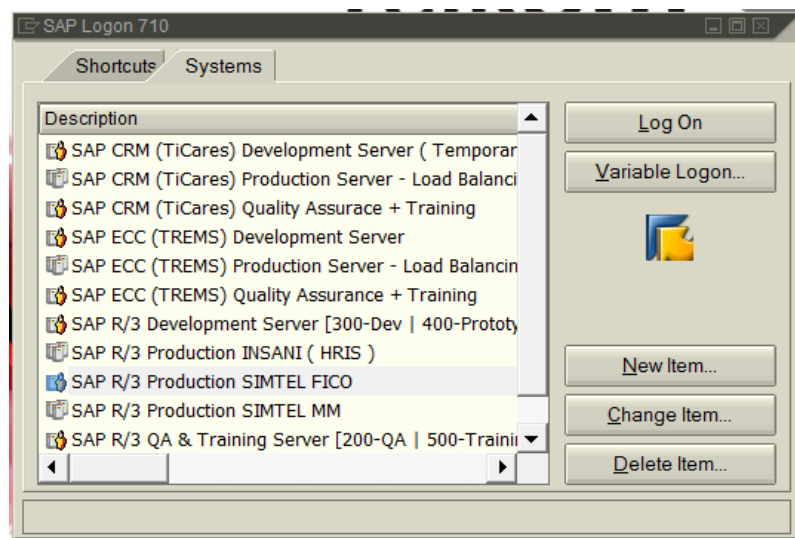 SAP Logon 710
Shortcuts Systems
Description
SAP CRM (TiCares) Development Server ( Temporar
SAP CRM (TiCares) Production Server - Load Balanci
SAP CRM (TiCares) Quality Assurace + Training
SAP ECC (TREMS) Development Server
SAP ECC (TREMS) Production Server - Load Balancin
SAP ECC (TREMS) Quality Assurance + Training
SAP R/3 Development Server [300-Dev | 400-Prototy
SAP R/3 Production INSANI ( HRIS )
SAP R/3 Production SIMTEL FICO
SAP R/3 Production SIMTEL MM
SAP R/3 QA & Training Server [200-QA | 500-Traini
Log On
Variable Logon...
New Item...
Change Item...
Delete Item...